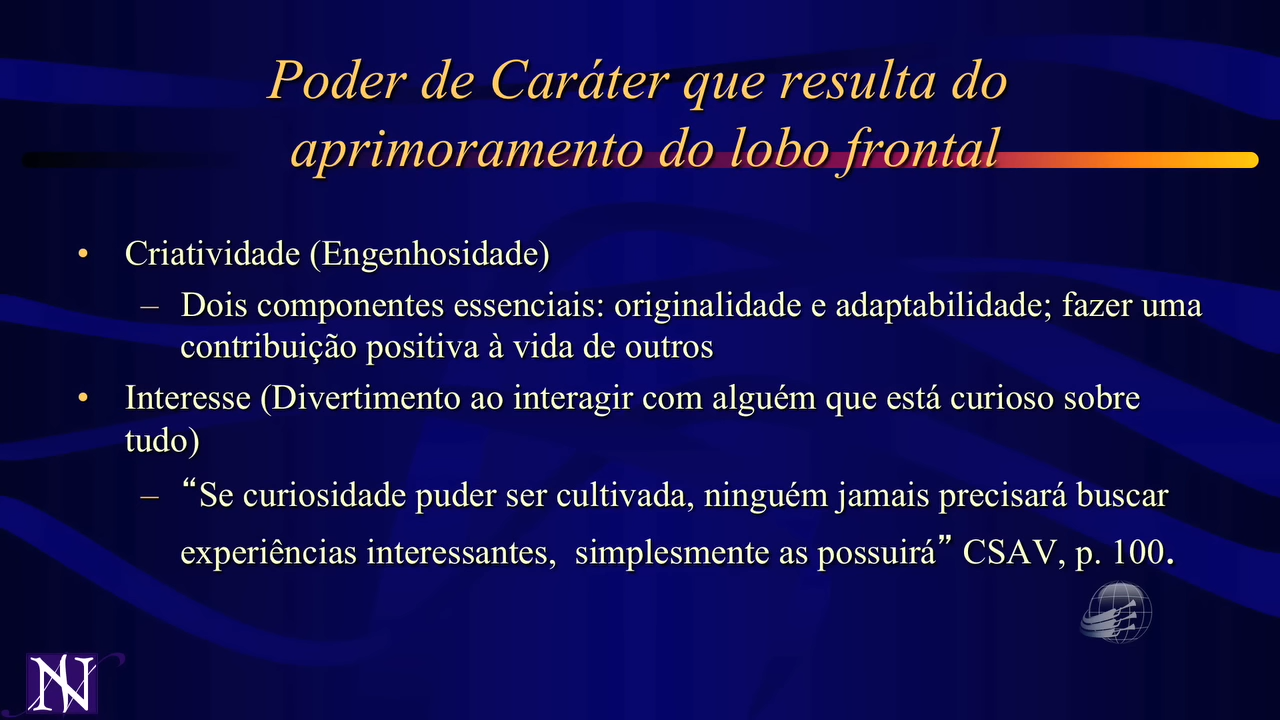 Poder de Caráter que resulta do
aprimoramento do lobo frontal
• Criatividade (Engenhosidade)
– Dois componentes essenciais: originalidade e adaptabilidade; fazer uma
contribuição positiva à vida de outros
• Interesse (Divertimento ao interagir com alguém que está curioso sobre
tudo)
– “Se curiosidade puder ser cultivada, ninguém jamais precisará buscar
experiências interessantes,  simplesmente as possuirá” CSAV, p. 100.
N